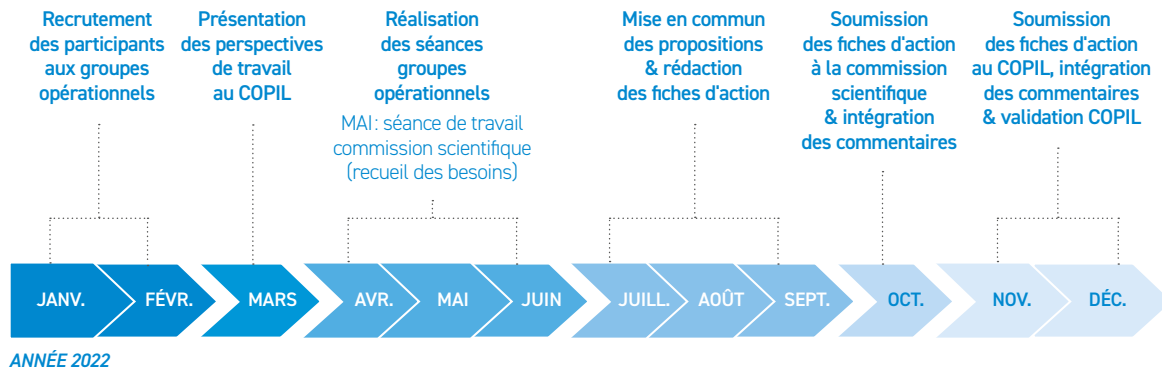 Recrutement
des participants
aux groupes
opérationnels
Présentation
des perspectives
de travail
au COPIL
Réalisation
des séances
groupes
opérationnels
MAI : séance de travail
commission scientifique
(recueil des besoins)
Mise en commun
des propositions
& rédaction
des fiches d'action
Soumission
des fiches d'action
à la commission
scientifique
& intégration
des commentaires
Soumission
des fiches d'action
au COPIL, intégration
des commentaires
& validation COPIL
JANV.
FÉVR.
MARS
AVR.
MAI
JUIN
JUILL.
AOÛT
SEPT.
OCT.
NOV.
DÉC.
ANNÉE 2022